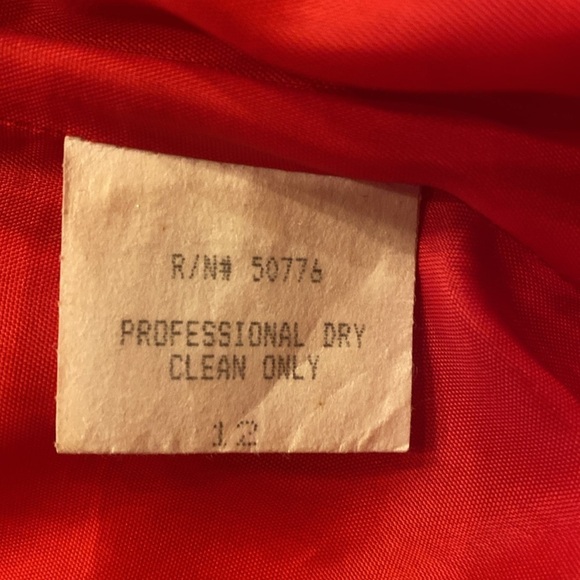 R/N# 50776
PROFESSIONAL DRY
CLEAN ONLY
12